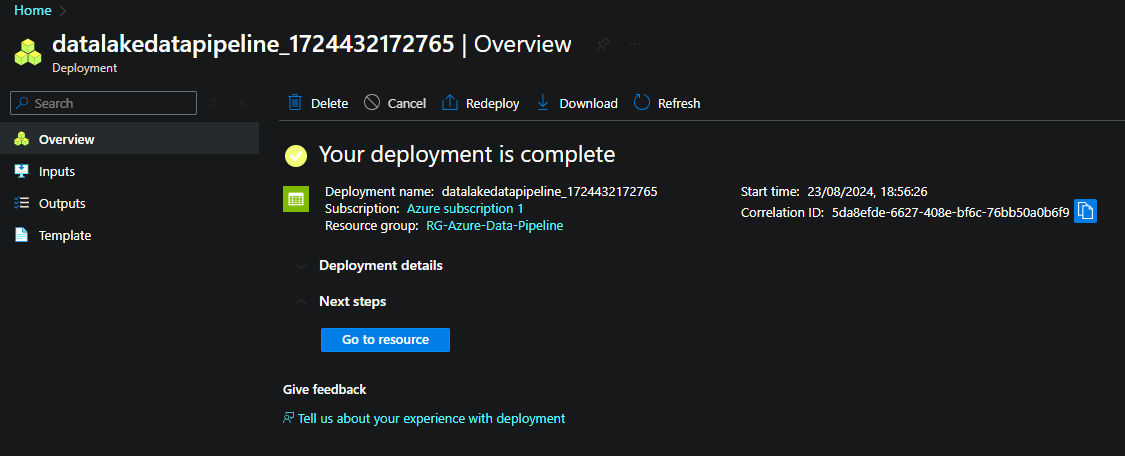 Home
datalakedatapipeline_1724432172765 | Overview
Deployment
Search
Overview
Inputs
Outputs
Template
Delete Cancel Redeploy Download Refresh
Your deployment is complete
Deployment name: datalakedatapipeline_1724432172765
Subscription: Azure subscription 1
Resource group: RG-Azure-Data-Pipeline
Start time: 23/08/2024, 18:56:26
Correlation ID: 5da8efde-6627-408e-bf6c-76bb50a0b6f9
Deployment details
Next steps
Go to resource
Give feedback
Tell us about your experience with deployment